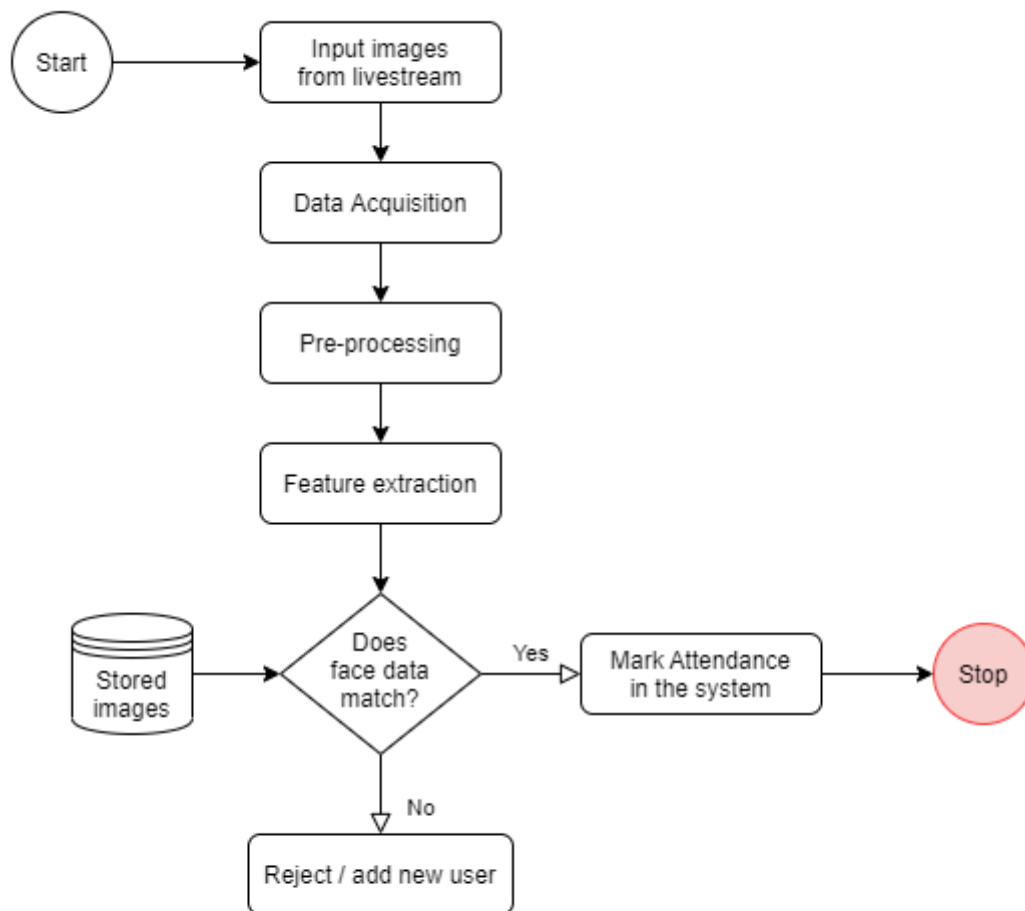 Start
Input images
from livestream
Data Acquisition
Pre-processing
Feature extraction
Stored
images
Does
face data
match?
Yes
Mark Attendance
in the system
Stop
No
Reject / add new user